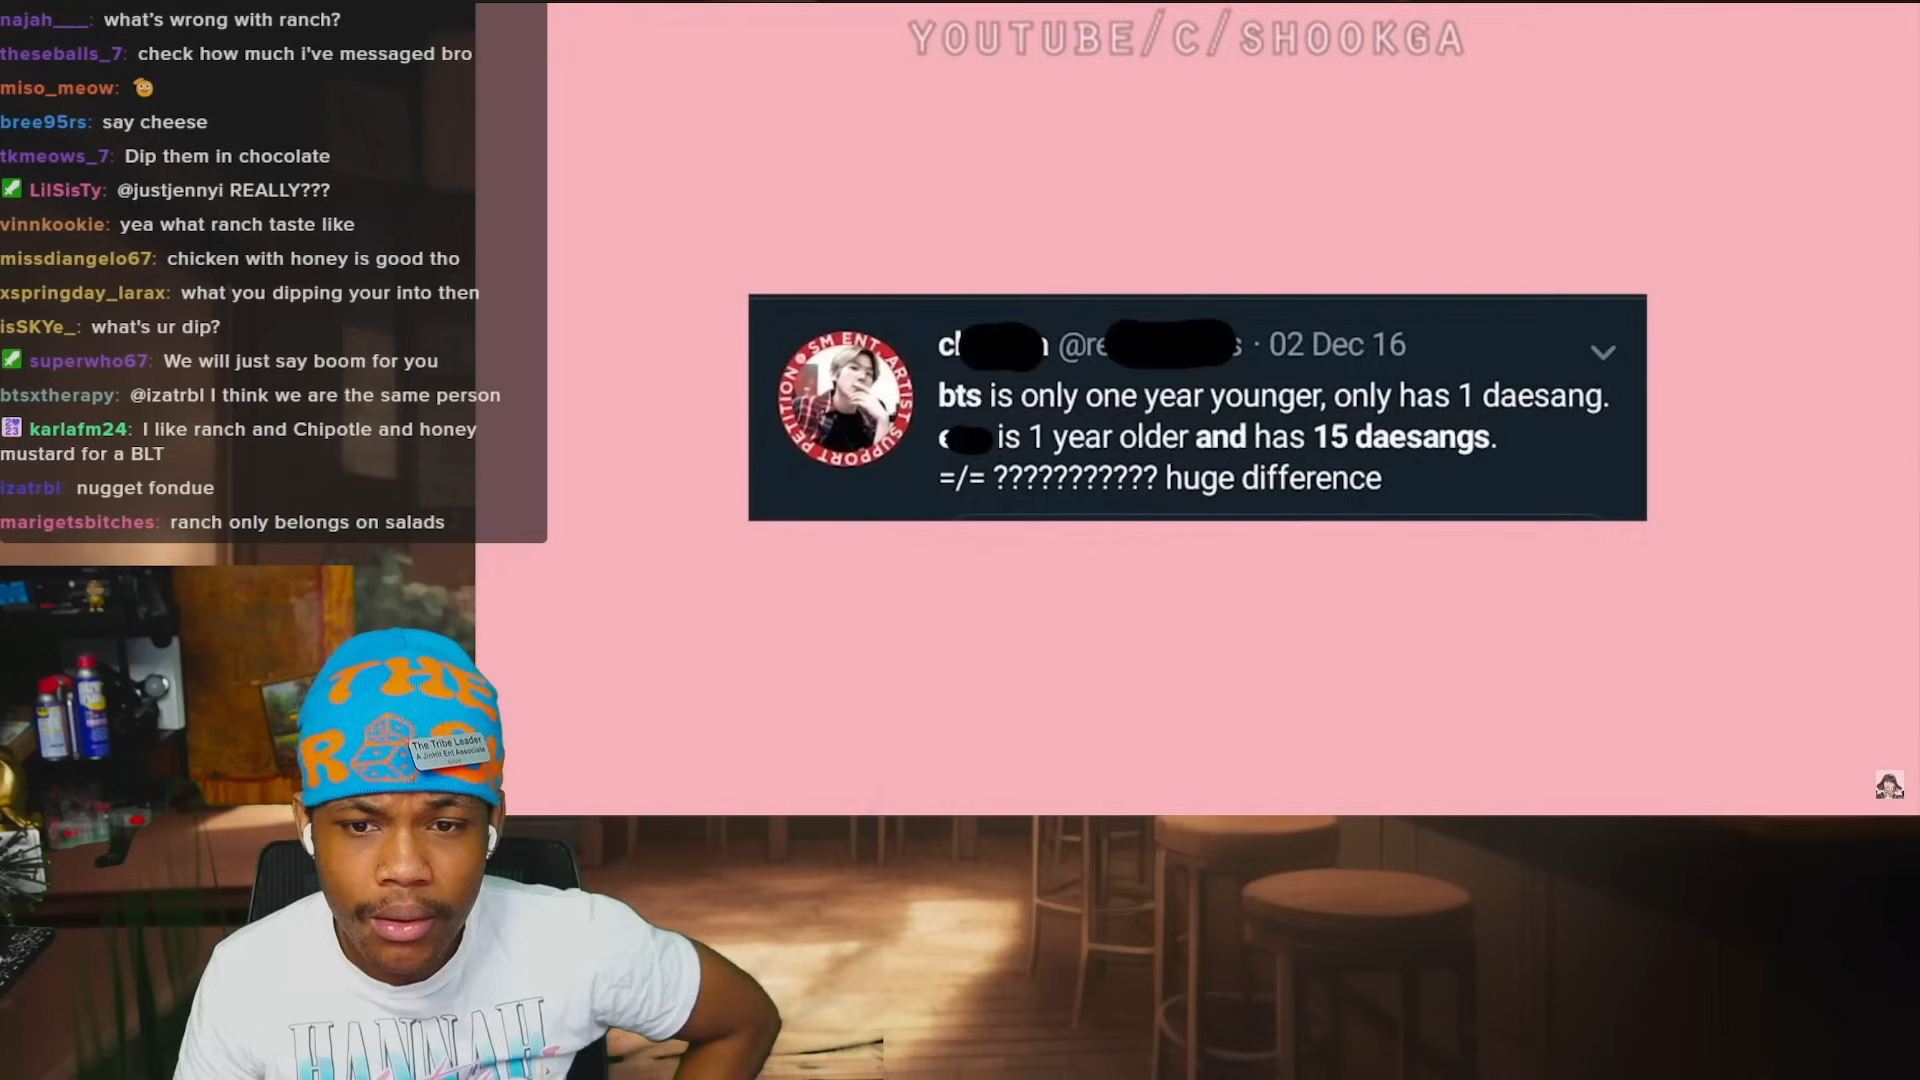 najah___: what's wrong with ranch?
theseballs_7: check how much i've messaged bro
miso_meow:
bree95rs: say cheese
tkmeows_7: Dip them in chocolate
LilSisTy: @justjennyi REALLY???
vinnkookie: yea what ranch taste like
missdiangelo67: chicken with honey is good tho
xspringday_larax: what you dipping your into then
isSKYe_: what's ur dip?
superwho67: We will just say boom for you
btsxtherapy: @izatrbl I think we are the same person
karlafm24: I like ranch and Chipotle and honey
mustard for a BLT
izatrbl: nugget fondue
marigetsbitches: ranch only belongs on salads
YOUTUBE/C/SHOOKGA
SM ENT. ARTIST SUPPORT PETITION
@re s · 02 Dec 16
bts is only one year younger, only has 1 daesang.
is 1 year older and has 15 daesangs.
=/= ??????????? huge difference
THE
The Tribe Leader
A JinHit Ent Associate
HANNAH